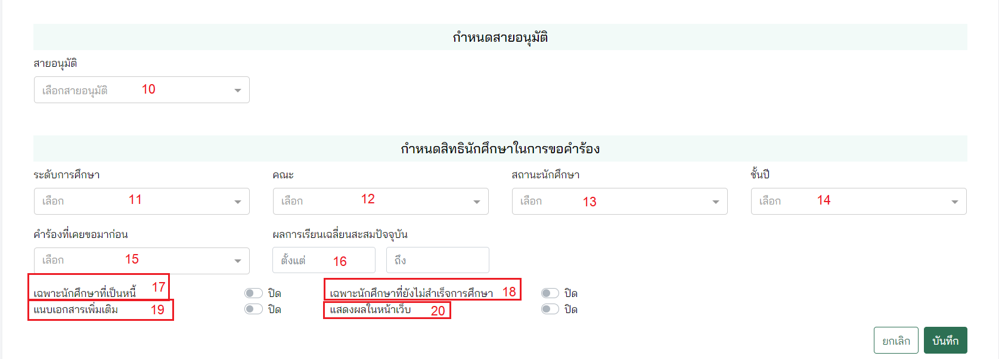 กำหนดสายอนุมัติ
สายอนุมัติ
เลือกสายอนุมัติ 10
กำหนดสิทธินักศึกษาในการขอคำร้อง
ระดับการศึกษา คณะ สถานะนักศึกษา ชั้นปี
เลือก 11 เลือก 12 เลือก 13 เลือก 14
คำร้องที่เคยขอมาก่อน ผลการเรียนเฉลี่ยนสะสมปัจจุบัน
เลือก 15 ตั้งแต่ 16 ถึง
เฉพาะนักศึกษาที่เป็นหนี้ 17 ปิด เฉพาะนักศึกษาที่ยังไม่สำเร็จการศึกษา 18 ปิด
แนบเอกสารเพิ่มเติม 19 ปิด แสดงผลในหน้าเว็บ 20 ปิด
ยกเลิก บันทึก